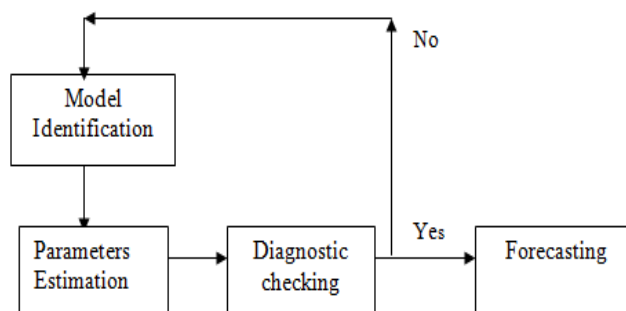 No
Model
Identification
Parameters
Estimation
Diagnostic
checking
Yes
Forecasting